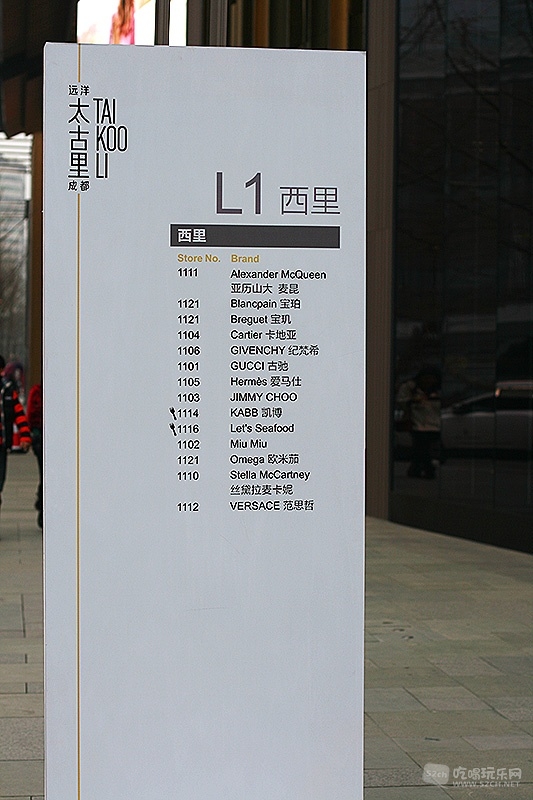 远洋
太古里
TAI
KOO
LI
成都
L1 西里
西里
Store No. Brand
1111 Alexander McQueen
亚历山大 麦昆
1121 Blancpain 宝珀
1121 Breguet 宝玑
1104 Cartier 卡地亚
1106 GIVENCHY 纪梵希
1101 GUCCI 古驰
1105 Hermès 爱马仕
1103 JIMMY CHOO
1114 KABB 凯博
1116 Let's Seafood
1102 Miu Miu
1121 Omega 欧米茄
1110 Stella McCartney
丝黛拉麦卡妮
1112 VERSACE 范思哲
52ch 吃喝玩乐网
WWW.52CH.NET